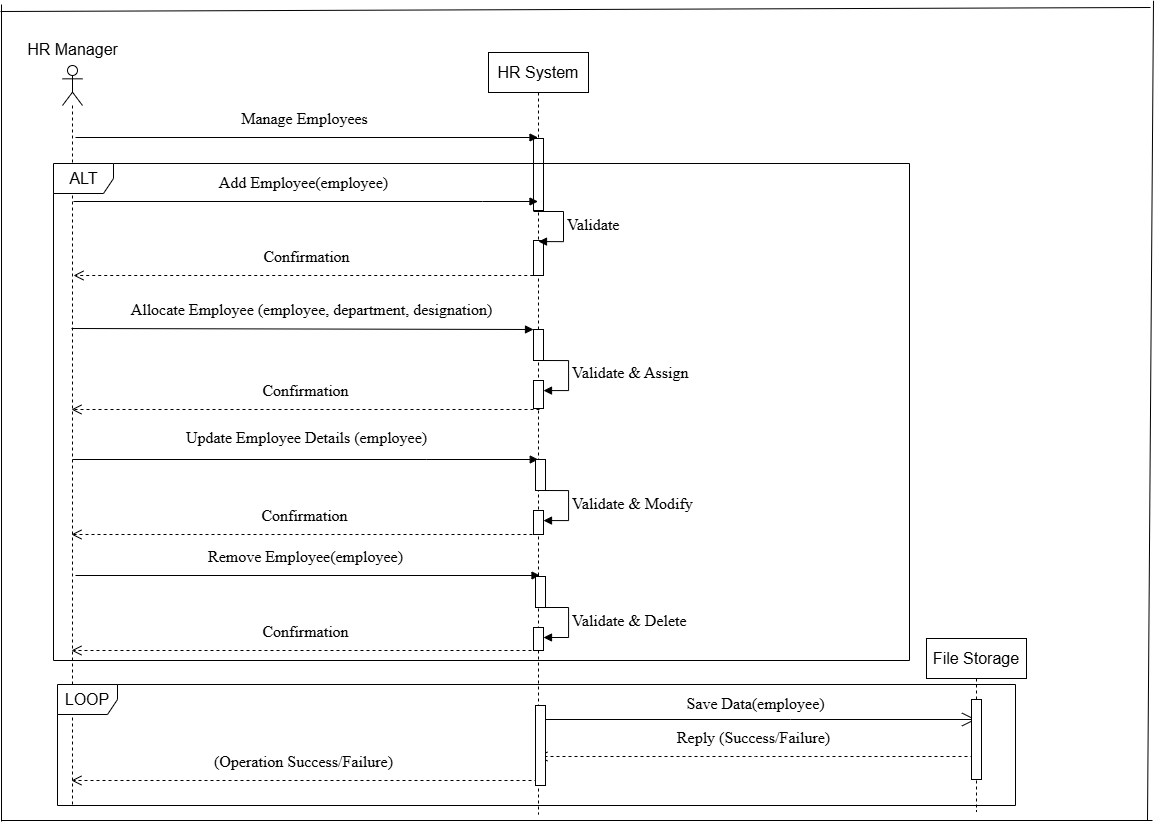 HR Manager
HR System
Manage Employees
ALT
Add Employee(employee)
Validate
Confirmation
Allocate Employee (employee, department, designation)
Validate & Assign
Confirmation
Update Employee Details (employee)
Validate & Modify
Confirmation
Remove Employee(employee)
Validate & Delete
Confirmation
File Storage
LOOP
Save Data(employee)
Reply (Success/Failure)
(Operation Success/Failure)